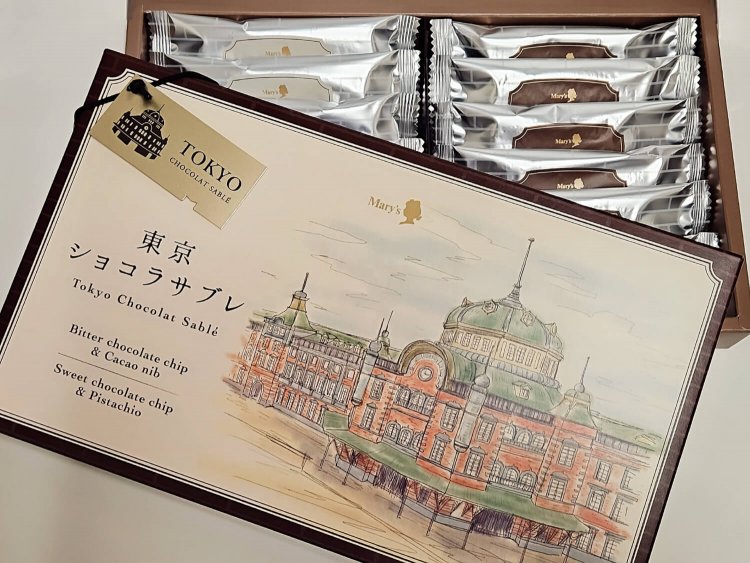 Mary's
Mary's
Mary's
Mary's
TOKYO
CHOCOLAT SABLÉ
Mary's
東京
ショコラサブレ
Tokyo Chocolat Sablé
Bitter chocolate chip
& Cacao nib
Sweet chocolate chip
& Pistachio